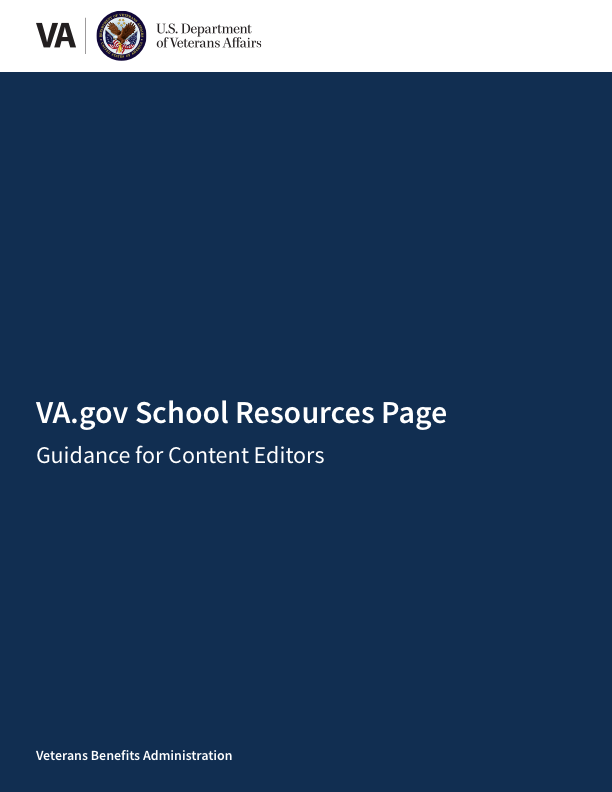 VA
U.S. Department
of Veterans Affairs
VA.gov School Resources Page
Guidance for Content Editors
Veterans Benefits Administration